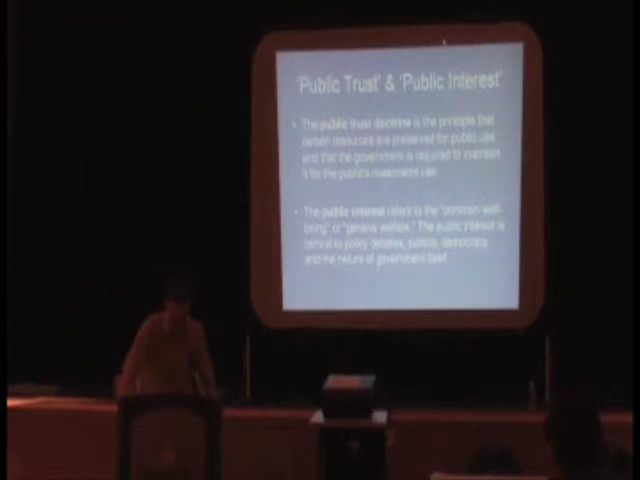 'Public Trust' & 'Public Interest'
• The public trust doctrine is the principle that
certain resources are preserved for public use,
and that the government is required to maintain
it for the public's reasonable use.
• The public interest refers to the "common well-
being" or "general welfare." The public interest is
central to policy debates, politics, democracy
and the nature of government itself.